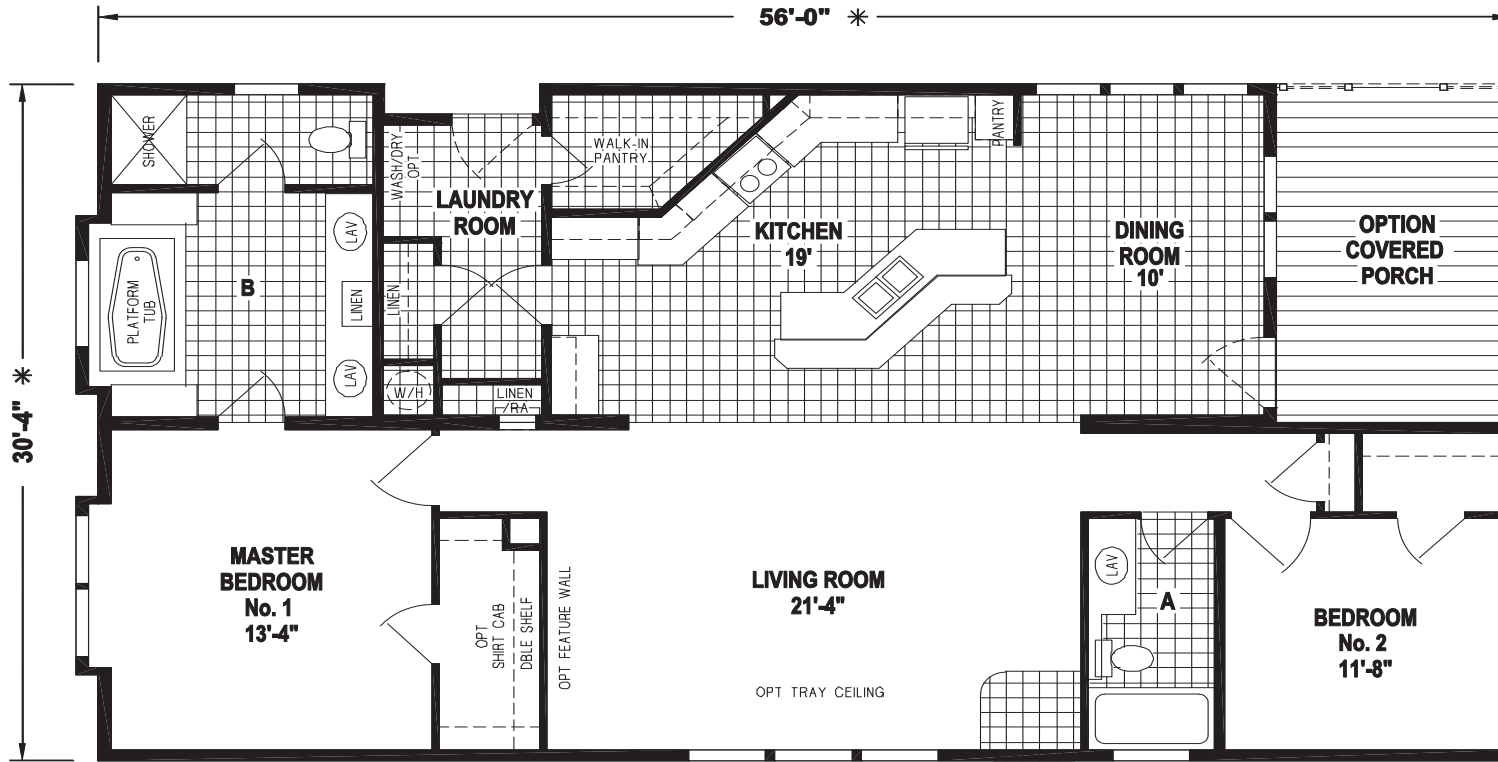 56'-0" *
30'-4" *
SHOWER
WASH/DRY
OPT
LAUNDRY
ROOM
WALK-IN
PANTRY
PANTRY
KITCHEN
19'
DINING
ROOM
10'
OPTION
COVERED
PORCH
PLATFORM
TUB
B
LAV
LINEN
LAV
LINEN
W/H
LINEN
/RA
MASTER
BEDROOM
No. 1
13'-4"
OPT
SHIRT CAB
DBLE SHELF
OPT FEATURE WALL
LIVING ROOM
21'-4"
OPT TRAY CEILING
LAV
A
BEDROOM
No. 2
11'-8"